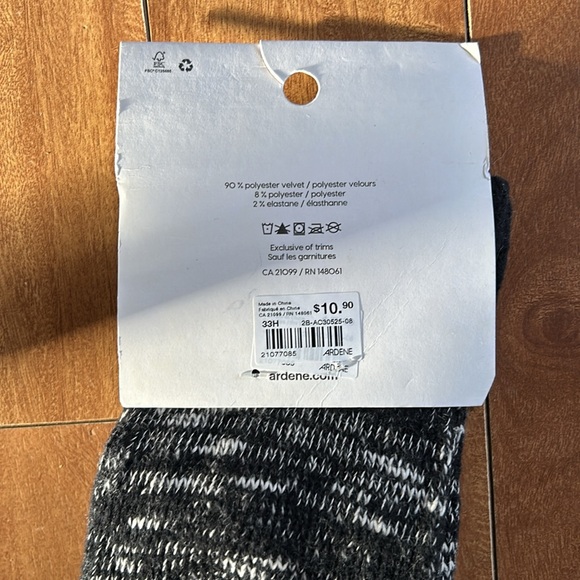 90 % polyester velvet / polyester velours
8 % polyester / polyester
2 % elastane / élasthanne
Exclusive of trims
Sauf les garnitures
CA 21099 / RN 148061
Made in China
Fabriqué en Chine
CA 21099 / RN 148061
$10.90
33H 2B-AC30525-08
21077085 ARDENE
ARDENE
ardene.com